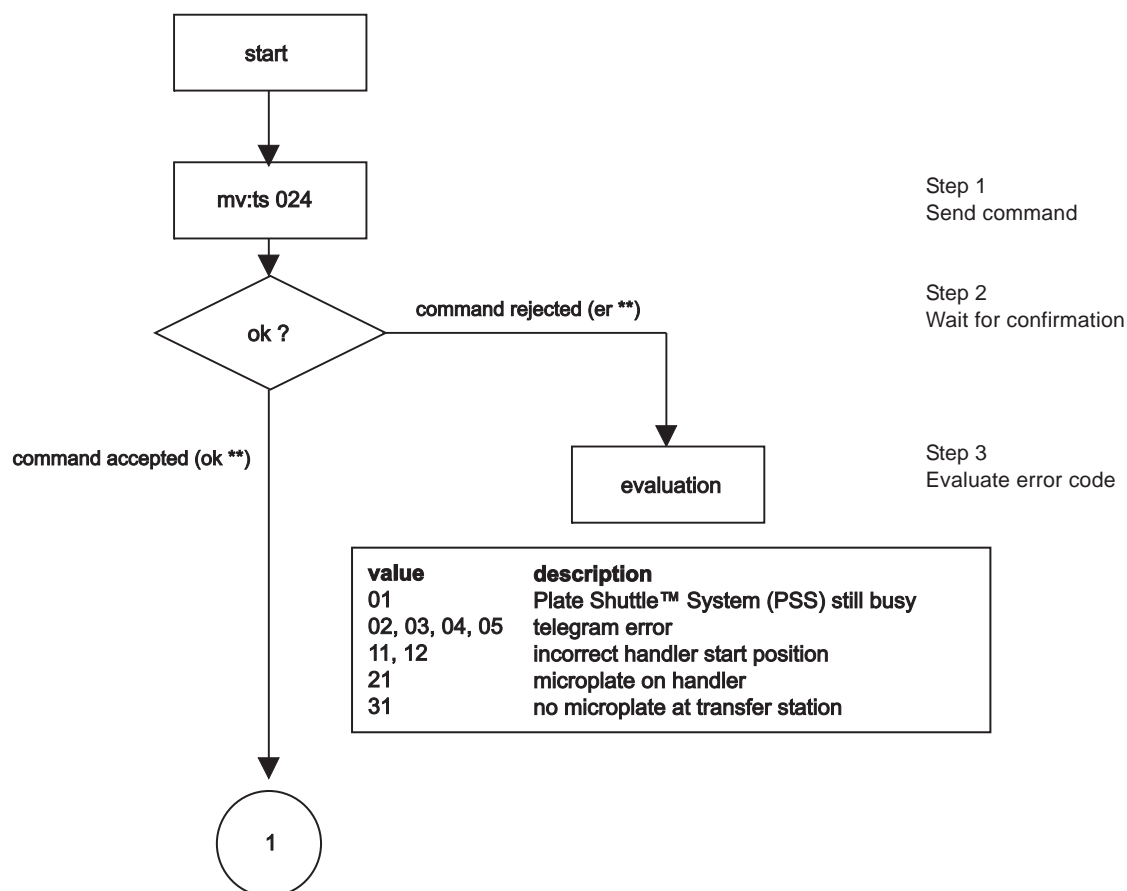 start
mv:ts 024
Step 1
Send command
ok ?
command rejected (er **)
Step 2
Wait for confirmation
command accepted (ok **)
evaluation
Step 3
Evaluate error code
value description
01 Plate Shuttle™ System (PSS) still busy
02, 03, 04, 05 telegram error
11, 12 incorrect handler start position
21 microplate on handler
31 no microplate at transfer station
1